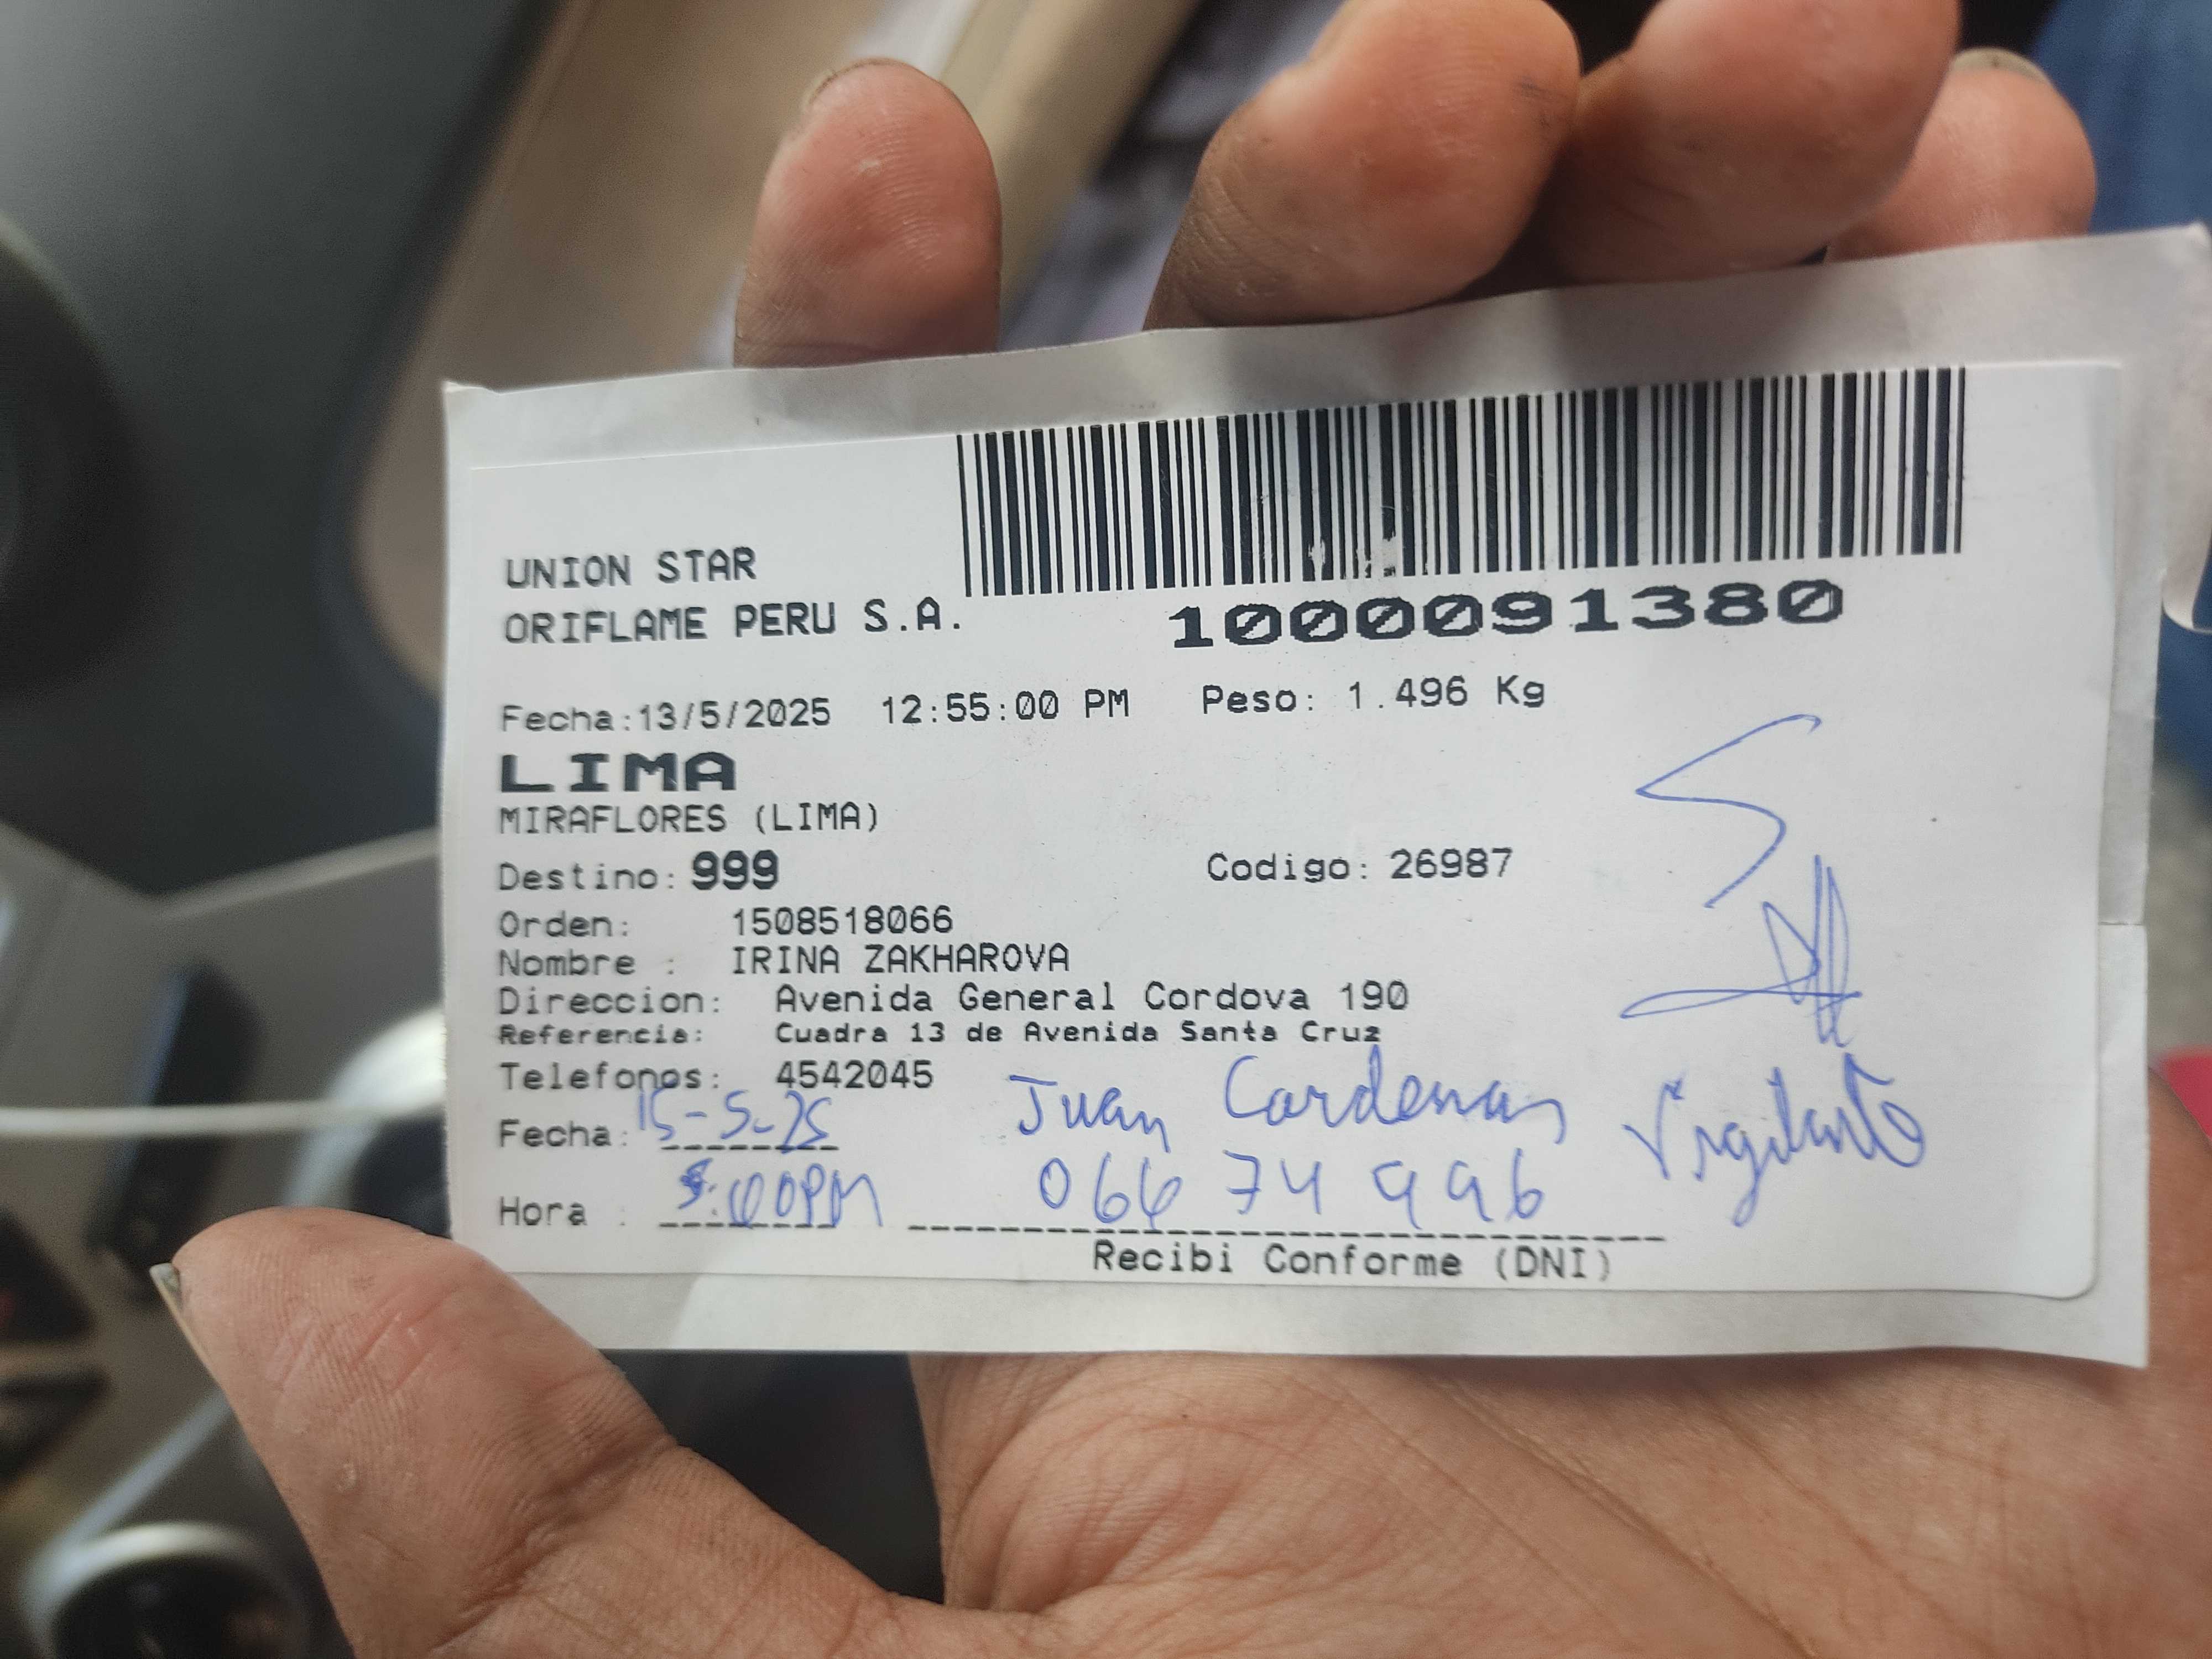 UNION STAR
ORIFLAME PERU S.A.
1000091380
Fecha:13/5/2025 12:55:00 PM Peso: 1.496 Kg
LIMA
MIRAFLORES (LIMA)
Destino: 999 Codigo: 26987
Orden: 1508518066
Nombre : IRINA ZAKHAROVA
Direccion: Avenida General Cordova 190
Referencia: Cuadra 13 de Avenida Santa Cruz
Telefonos: 4542045
Juan Cardenas Vigilante
Fecha: 15-5-25
Hora : 74996
Recibi Conforme (DNI)